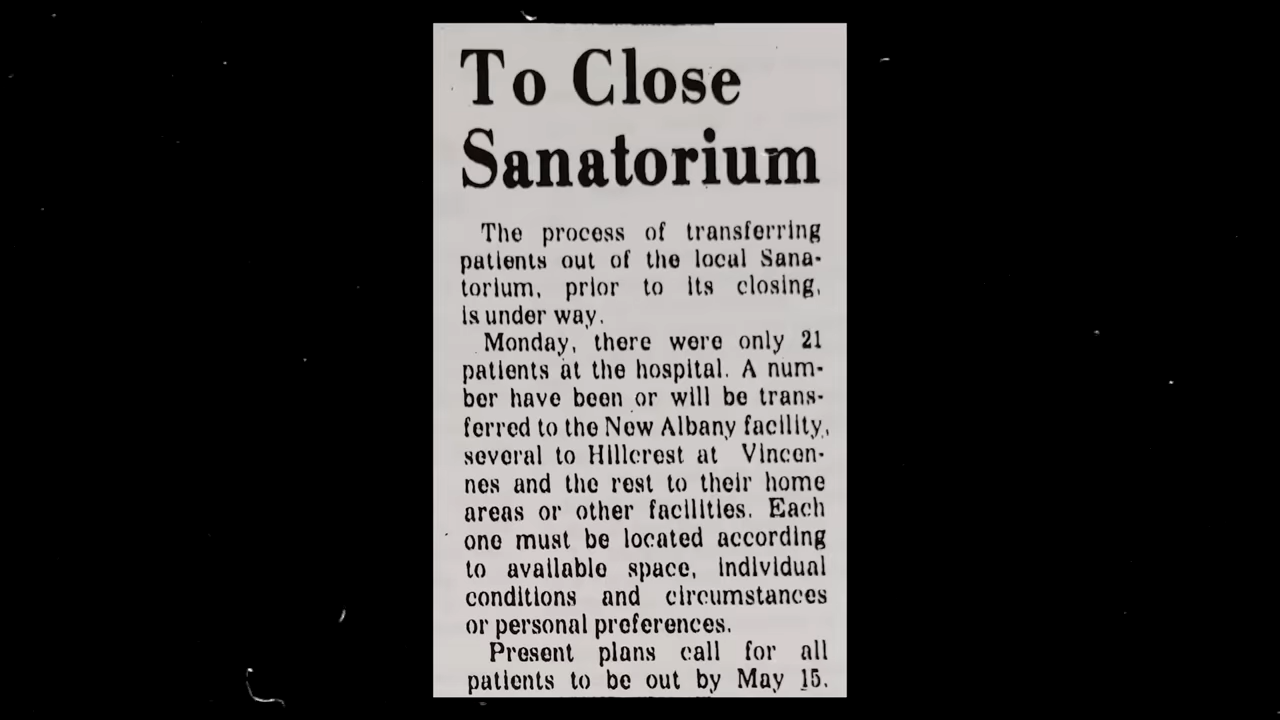 To Close
Sanatorium
The process of transferring
patients out of the local Sana-
torium, prior to its closing,
is under way.
Monday, there were only 21
patients at the hospital. A num-
ber have been or will be trans-
ferred to the New Albany facility,
several to Hillcrest at Vincen-
nes and the rest to their home
areas or other facilities. Each
one must be located according
to available space, individual
conditions and circumstances
or personal preferences.
Present plans call for all
patients to be out by May 15.